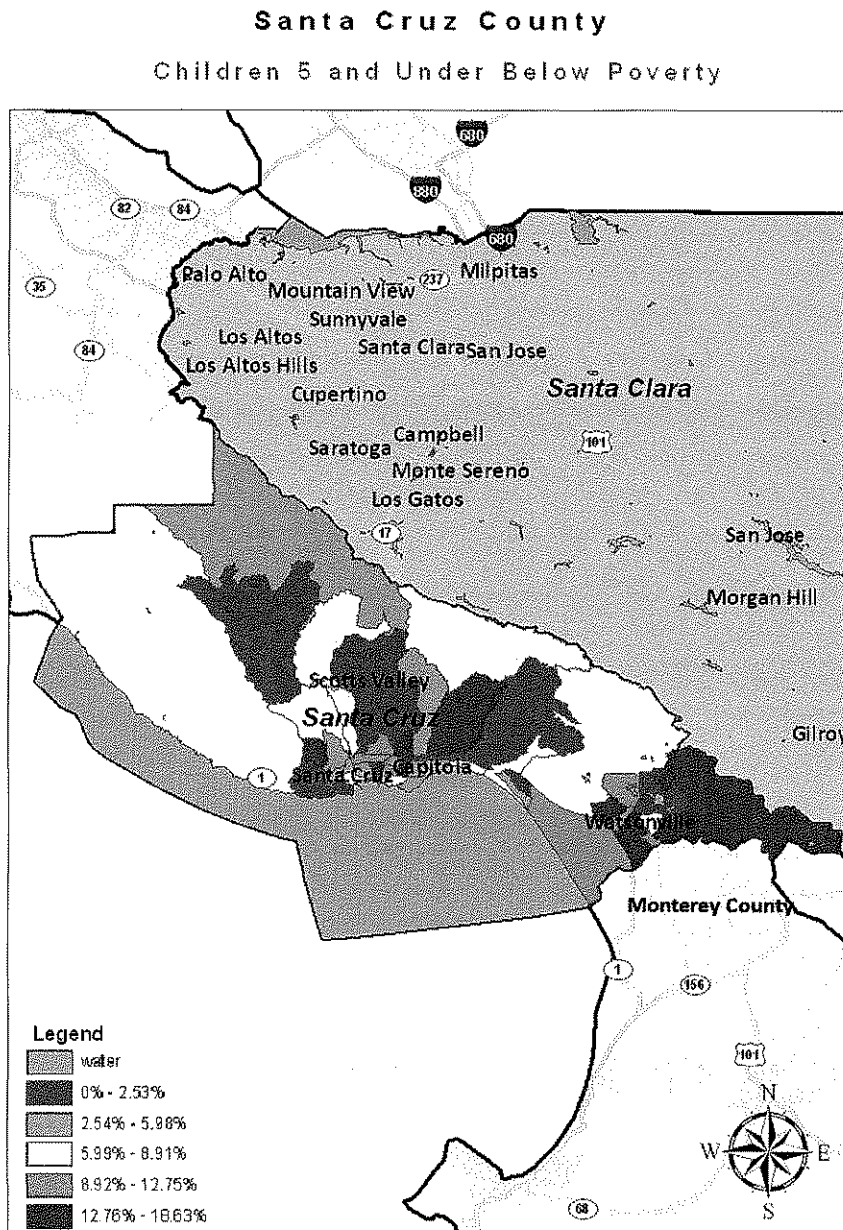 Santa Cruz County
Children 5 and Under Below Poverty
680
880
82
84
680
Palo Alto
237
Milpitas
35
Mountain View
Sunnyvale
Los Altos
84
Santa Clara
San Jose
Los Altos Hills
Santa Clara
Cupertino
Campbell
101
Saratoga
Monte Sereno
Los Gatos
17
San Jose
Morgan Hill
Scotts Valley
Santa Cruz
Gilroy
1
Santa Cruz
Capitola
Watsonville
Monterey County
1
156
101
Legend
water
0% - 2.53%
2.54% - 5.98%
5.99% - 8.91%
8.92% - 12.75%
12.76% - 18.63%
N
W
E
S
68